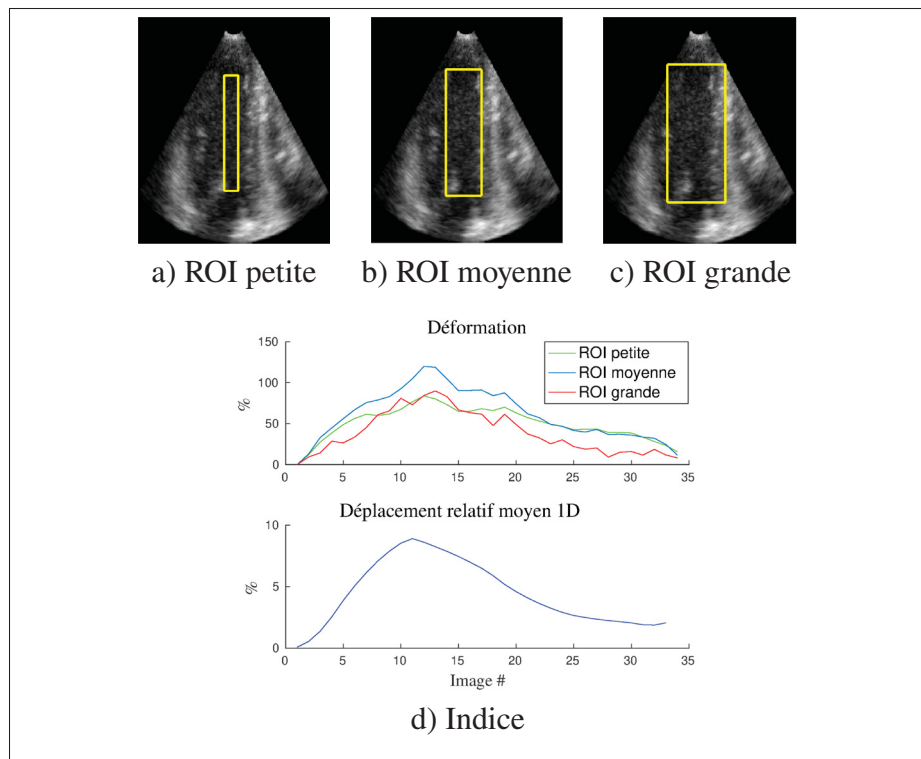 a) ROI petite
b) ROI moyenne
c) ROI grande
Déformation
150
100
50
0
%
0 5 10 15 20 25 30 35
ROI petite
ROI moyenne
ROI grande
Déplacement relatif moyen 1D
10
5
0
%
0 5 10 15 20 25 30 35
Image #
d) Indice